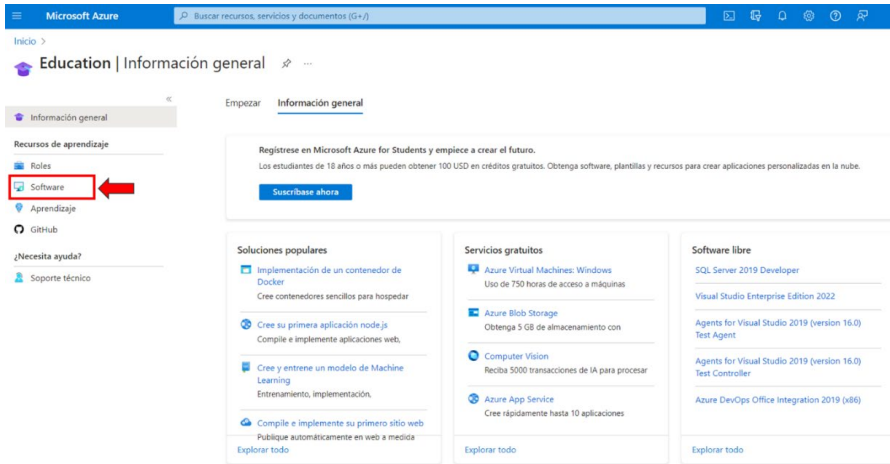 Microsoft Azure
Buscar recursos, servicios y documentos (G+/)
Inicio >
Education | Información general
...
«
Información general
Recursos de aprendizaje
Roles
Software
Aprendizaje
GitHub
¿Necesita ayuda?
Soporte técnico
Empezar Información general
Regístrese en Microsoft Azure for Students y empiece a crear el futuro.
Los estudiantes de 18 años o más pueden obtener 100 USD en créditos gratuitos. Obtenga software, plantillas y recursos para crear aplicaciones personalizadas en la nube.
Suscríbase ahora
Soluciones populares
Implementación de un contenedor de
Docker
Cree contenedores sencillos para hospedar
Cree su primera aplicación node.js
Compile e implemente aplicaciones web,
Cree y entrene un modelo de Machine
Learning
Entrenamiento, implementación,
Compile e implemente su primero sitio web
Publique automáticamente en web a medida
Explorar todo
Servicios gratuitos
Azure Virtual Machines: Windows
Uso de 750 horas de acceso a máquinas
Azure Blob Storage
Obtenga 5 GB de almacenamiento con
Computer Vision
Reciba 5000 transacciones de IA para procesar
Azure App Service
Cree rápidamente hasta 10 aplicaciones
Explorar todo
Software libre
SQL Server 2019 Developer
Visual Studio Enterprise Edition 2022
Agents for Visual Studio 2019 (version 16.0)
Test Agent
Agents for Visual Studio 2019 (version 16.0)
Test Controller
Azure DevOps Office Integration 2019 (x86)
Explorar todo